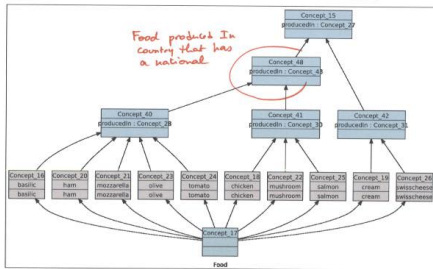 Concept_15
producedIn : Concept_27
Food produced In
country that has
a national
Concept_48
producedIn : Concept_43
Concept_40
producedIn : Concept_28
Concept_41
producedIn : Concept_30
Concept_42
producedIn : Concept_31
Concept_16 Concept_20 Concept_21 Concept_23 Concept_24 Concept_18 Concept_22 Concept_25 Concept_19 Concept_26
basilic ham mozzarella olive tomato chicken mushroom salmon cream swisscheese
basilic ham mozzarella olive tomato chicken mushroom salmon cream swisscheese
Concept_17
Food